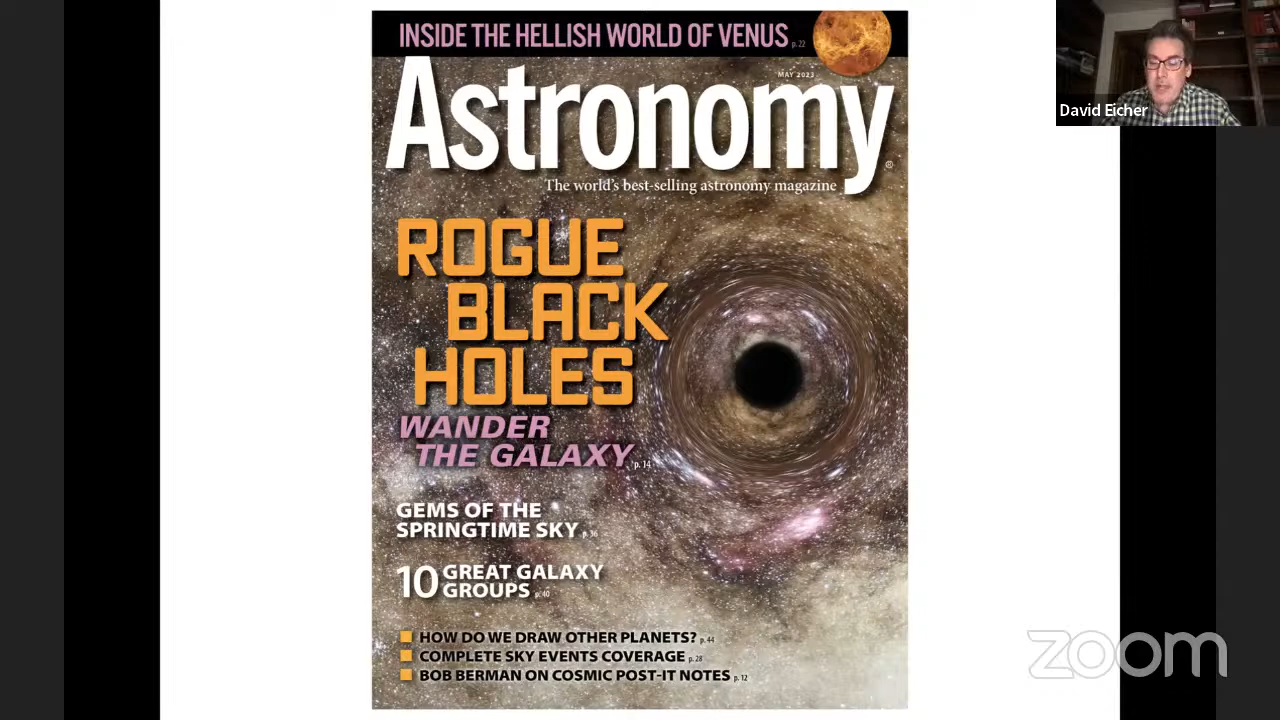 INSIDE THE HELLISH WORLD OF VENUS p. 22
MAY 2023
Astronomy®
The world's best-selling astronomy magazine
ROGUE
BLACK
HOLES
WANDER
THE GALAXY p. 14
GEMS OF THE
SPRINGTIME SKY p. 36
10 GREAT GALAXY
GROUPS p. 40
HOW DO WE DRAW OTHER PLANETS? p. 44
COMPLETE SKY EVENTS COVERAGE p. 28
BOB BERMAN ON COSMIC POST-IT NOTES p. 12
David Eicher
zoom